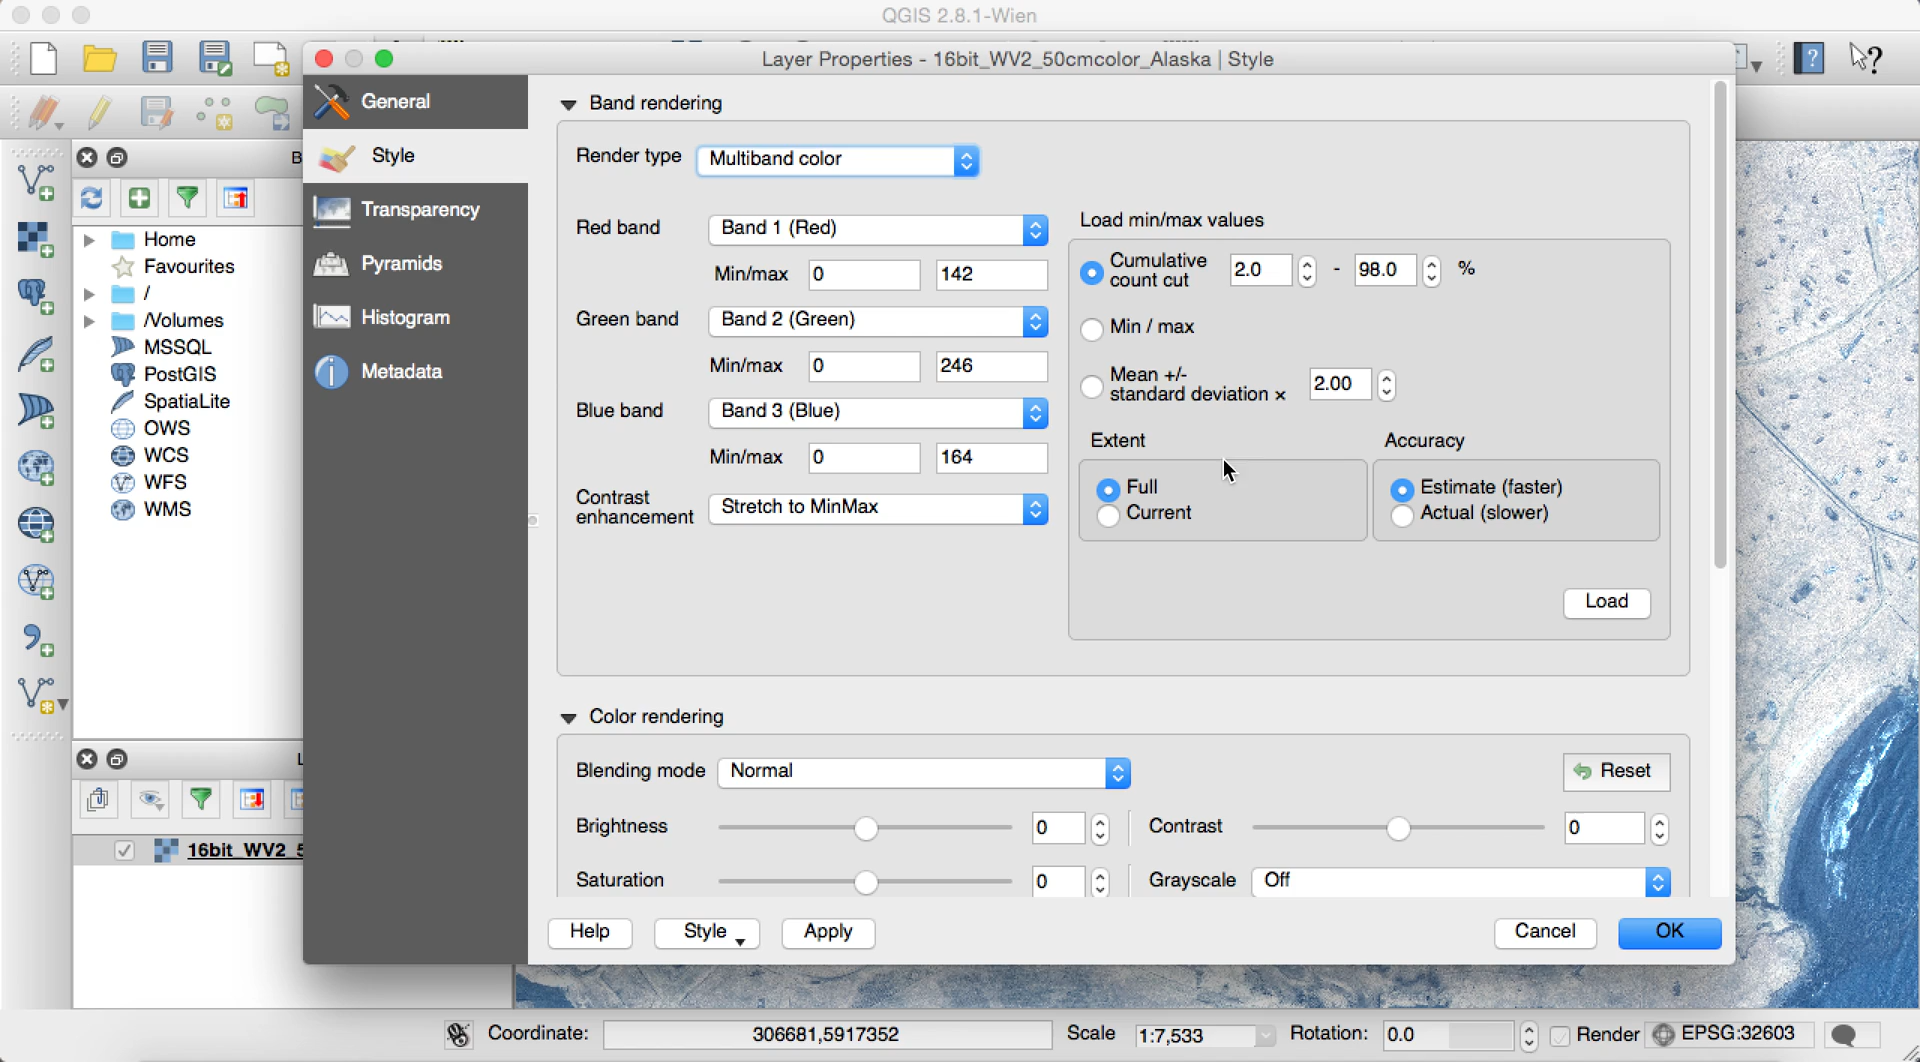 QGIS 2.8.1-Wien
Layer Properties - 16bit_WV2_50cmcolor_Alaska | Style
General
Style
Transparency
Pyramids
Histogram
Metadata
Home
Favourites
/
/Volumes
MSSQL
PostGIS
SpatiaLite
OWS
WCS
WFS
WMS
16bit_WV2_5
Band rendering
Render type Multiband color
Red band Band 1 (Red)
Min/max 0 142
Green band Band 2 (Green)
Min/max 0 246
Blue band Band 3 (Blue)
Min/max 0 164
Contrast
enhancement Stretch to MinMax
Load min/max values
Cumulative
count cut 2.0 - 98.0 %
Min / max
Mean +/-
standard deviation × 2.00
Extent
Full
Current
Accuracy
Estimate (faster)
Actual (slower)
Load
Color rendering
Blending mode Normal Reset
Brightness 0 Contrast 0
Saturation 0 Grayscale Off
Help Style Apply Cancel OK
Coordinate: 306681,5917352 Scale 1:7,533 Rotation: 0.0 Render EPSG:32603